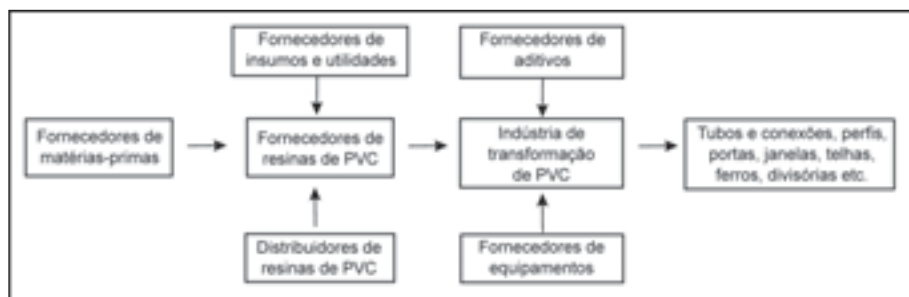 Fornecedores de
insumos e utilidades
Fornecedores de
aditivos
Fornecedores de
matérias-primas
Fornecedores de
resinas de PVC
Indústria de
transformação
de PVC
Tubos e conexões, perfis,
portas, janelas, telhas,
ferros, divisórias etc.
Distribuidores de
resinas de PVC
Fornecedores de
equipamentos